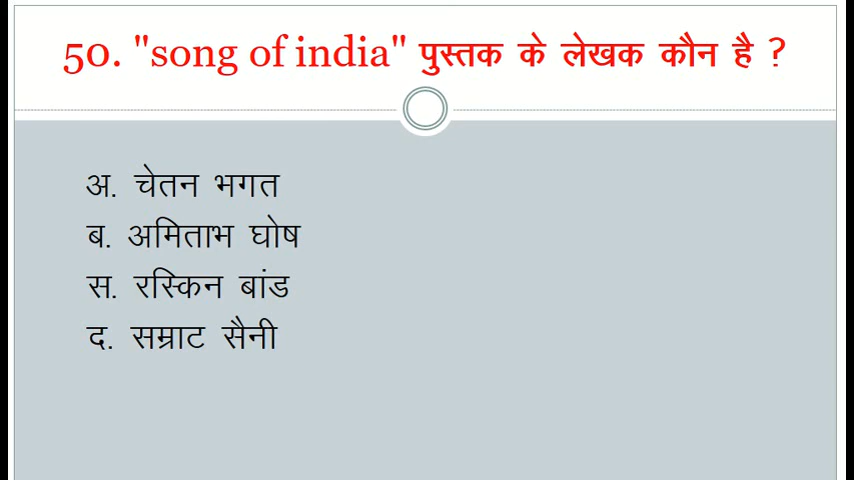 50. "song of india" पुस्तक के लेखक कौन है ?
अ. चेतन भगत
ब. अमिताभ घोष
स. रस्किन बांड
द. सम्राट सैनी